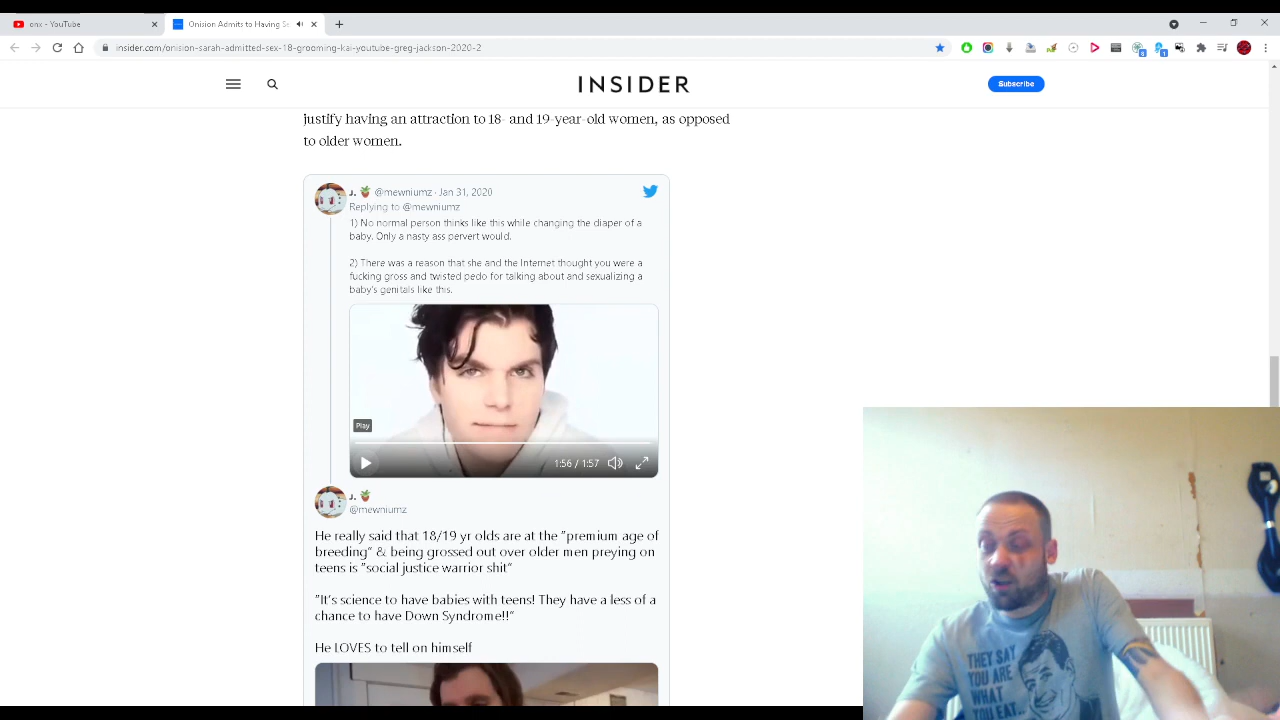 onx - YouTube
Onision Admits to Having Se
insider.com/onision-sarah-admitted-sex-18-grooming-kai-youtube-greg-jackson-2020-2
INSIDER
Subscribe
justify having an attraction to 18- and 19-year-old women, as opposed
to older women.
J. @mewniumz · Jan 31, 2020
Replying to @mewniumz
1) No normal person thinks like this while changing the diaper of a
baby. Only a nasty ass pervert would.
2) There was a reason that she and the Internet thought you were a
fucking gross and twisted pedo for talking about and sexualizing a
baby's genitals like this.
Play
1:56 / 1:57
J.
@mewniumz
He really said that 18/19 yr olds are at the "premium age of
breeding" & being grossed out over older men preying on
teens is "social justice warrior shit"
"It's science to have babies with teens! They have a less of a
chance to have Down Syndrome!!"
He LOVES to tell on himself
THEY SAY
YOU ARE
WHAT
YOU EAT..